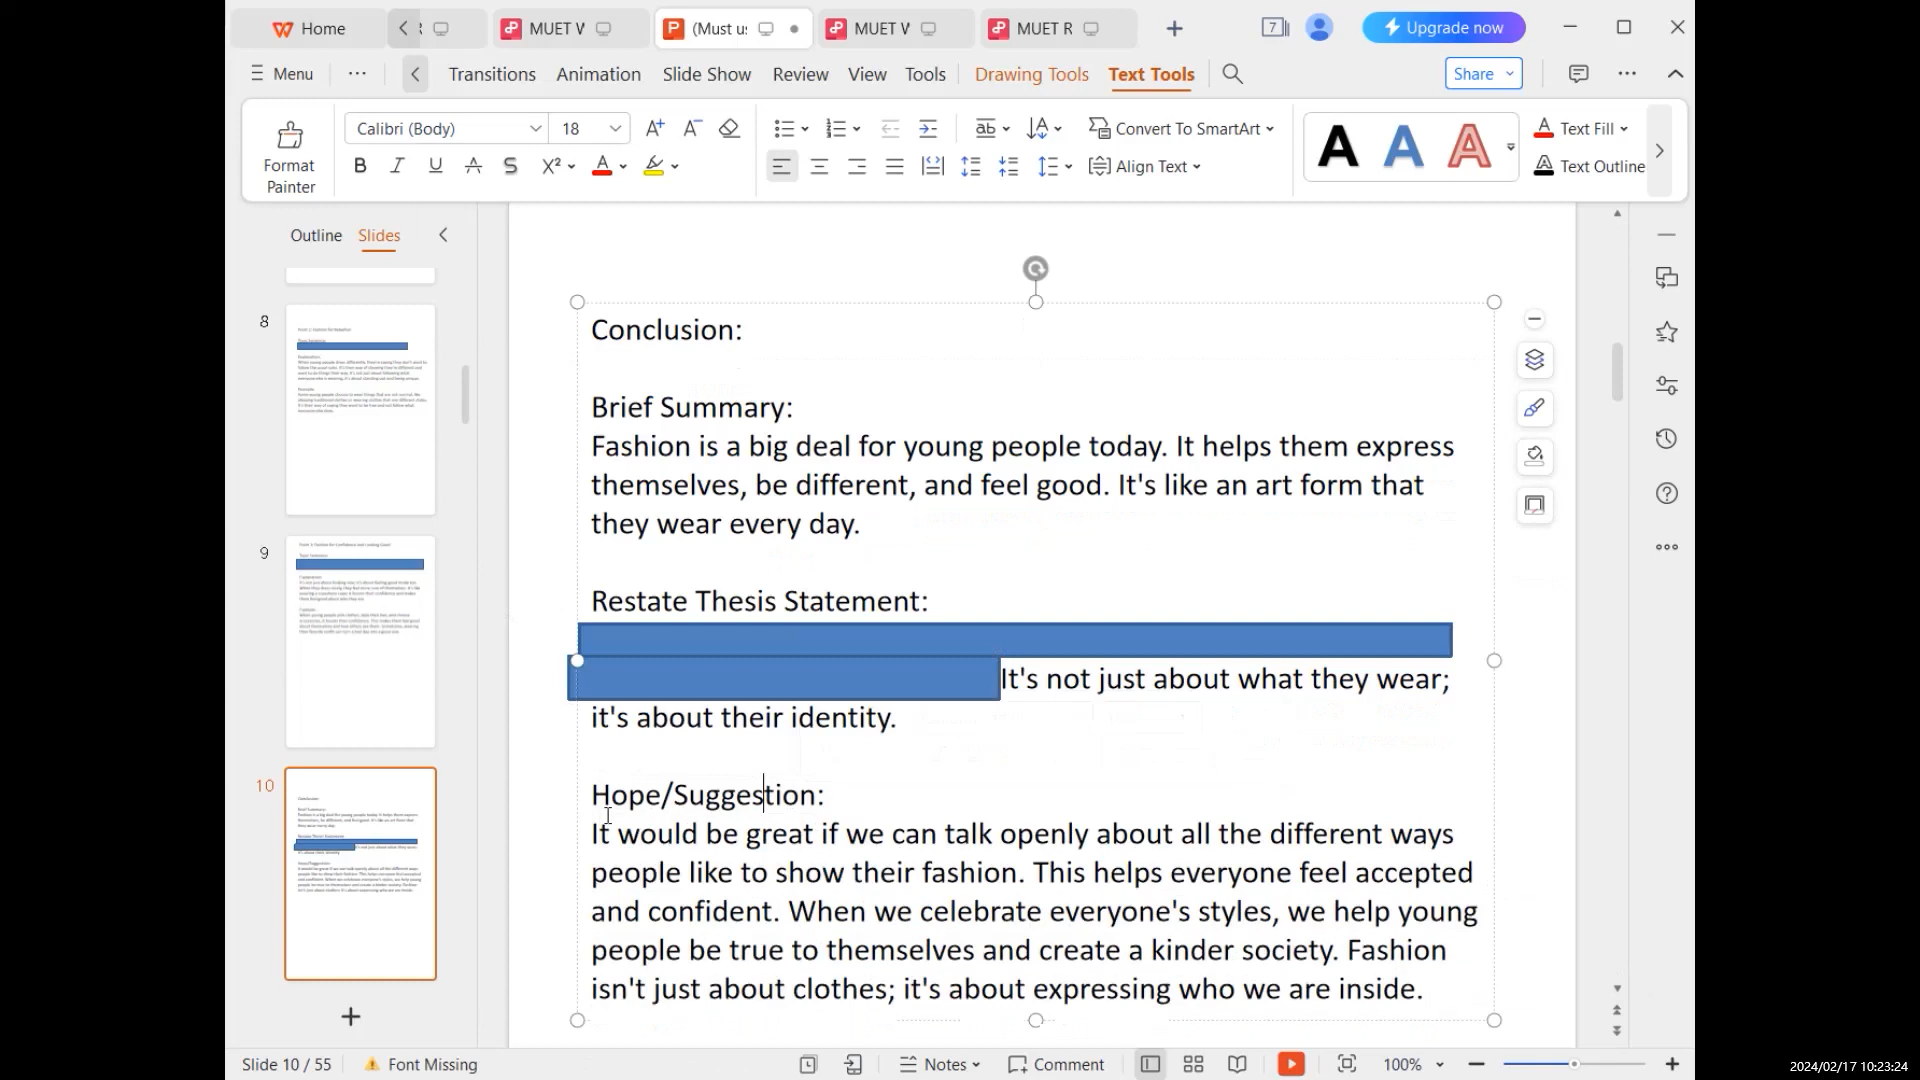 Home
MUET W
(Must u:
MUET V
MUET R
7
Upgrade now
Menu
Transitions
Animation
Slide Show
Review
View
Tools
Drawing Tools
Text Tools
Share
Format
Painter
Calibri (Body)
18
Convert To SmartArt
Align Text
Text Fill
Text Outline
Outline
Slides
8
9
10
Conclusion:
Brief Summary:
Fashion is a big deal for young people today. It helps them express
themselves, be different, and feel good. It's like an art form that
they wear every day.
Restate Thesis Statement:
It's not just about what they wear;
it's about their identity.
Hope/Suggestion:
It would be great if we can talk openly about all the different ways
people like to show their fashion. This helps everyone feel accepted
and confident. When we celebrate everyone's styles, we help young
people be true to themselves and create a kinder society. Fashion
isn't just about clothes; it's about expressing who we are inside.
Slide 10 / 55
Font Missing
Notes
Comment
100%
2024/02/17 10:23:24